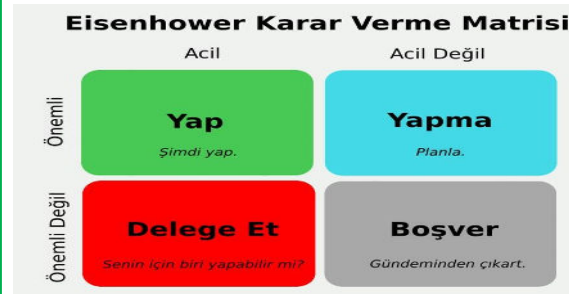 Eisenhower Karar Verme Matrisi
Acil
Acil Değil
Önemli
Yap
Şimdi yap.
Yapma
Planla.
Önemli Değil
Delege Et
Senin için biri yapabilir mi?
Boşver
Gündeminden çıkart.